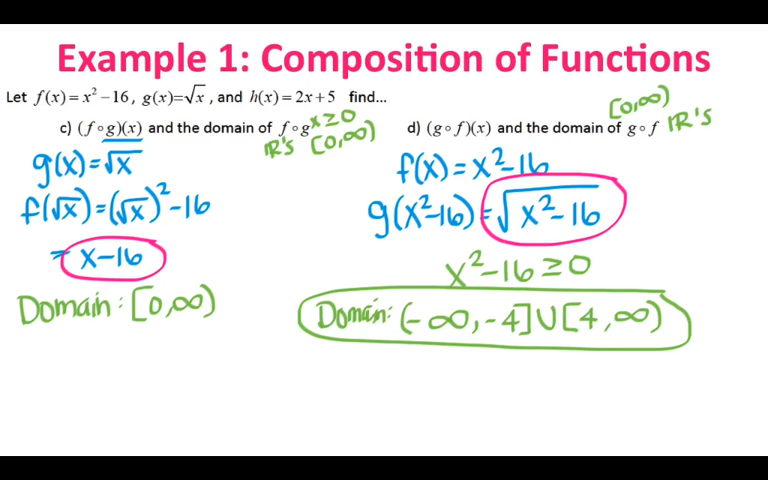 Example 1: Composition of Functions
Let f(x) = x² − 16, g(x)=√x, and h(x) = 2x + 5 find...
c) (f∘g)(x) and the domain of f∘g x≥0
IR's [0,∞)
g(x)=√x
f(√x)=(√x)²-16
= x-16
Domain: [0,∞)
[0,∞)
d) (g∘f)(x) and the domain of g∘f IR's
f(x)=x²-16
g(x²-16)=√x²-16
x²-16≥0
Domain: (-∞,-4]U[4,∞)